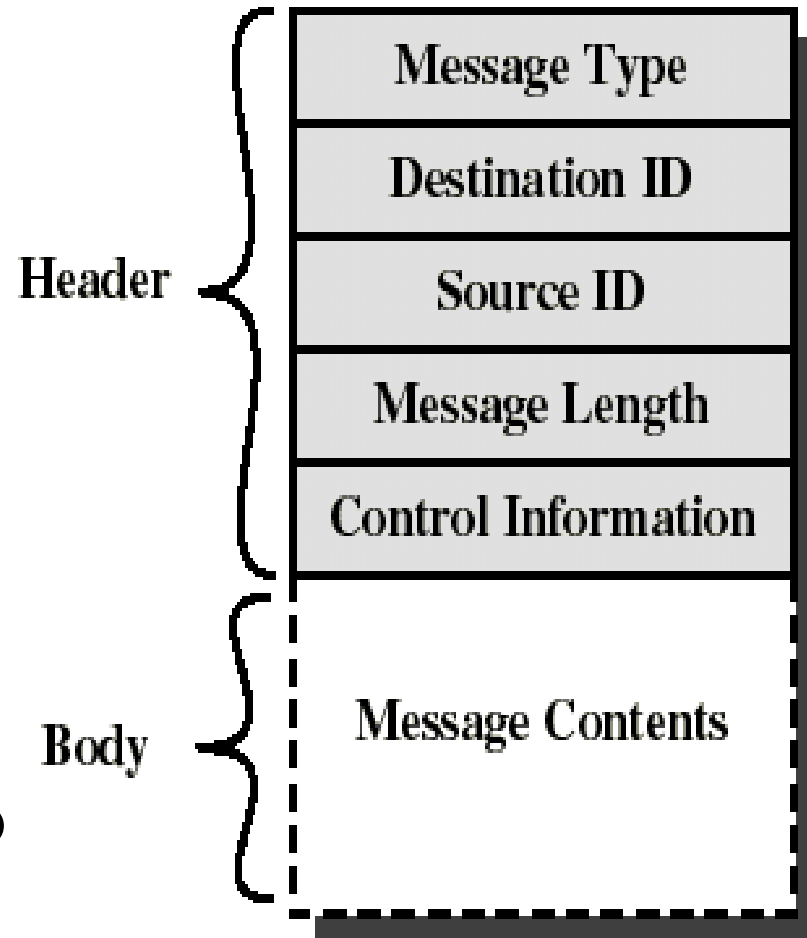 Message Type
Destination ID
Header
Source ID
Message Length
Control Information
Body
Message Contents
)